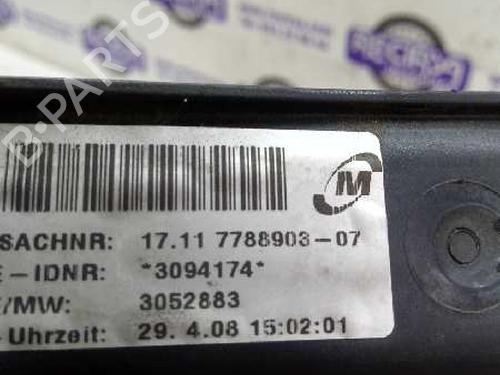 B-PARTS
M
SACHNR: 17.11 7788903-07
E-IDNR: *3094174*
/MW: 3052883
-Uhrzeit: 29. 4.08 15:02:01